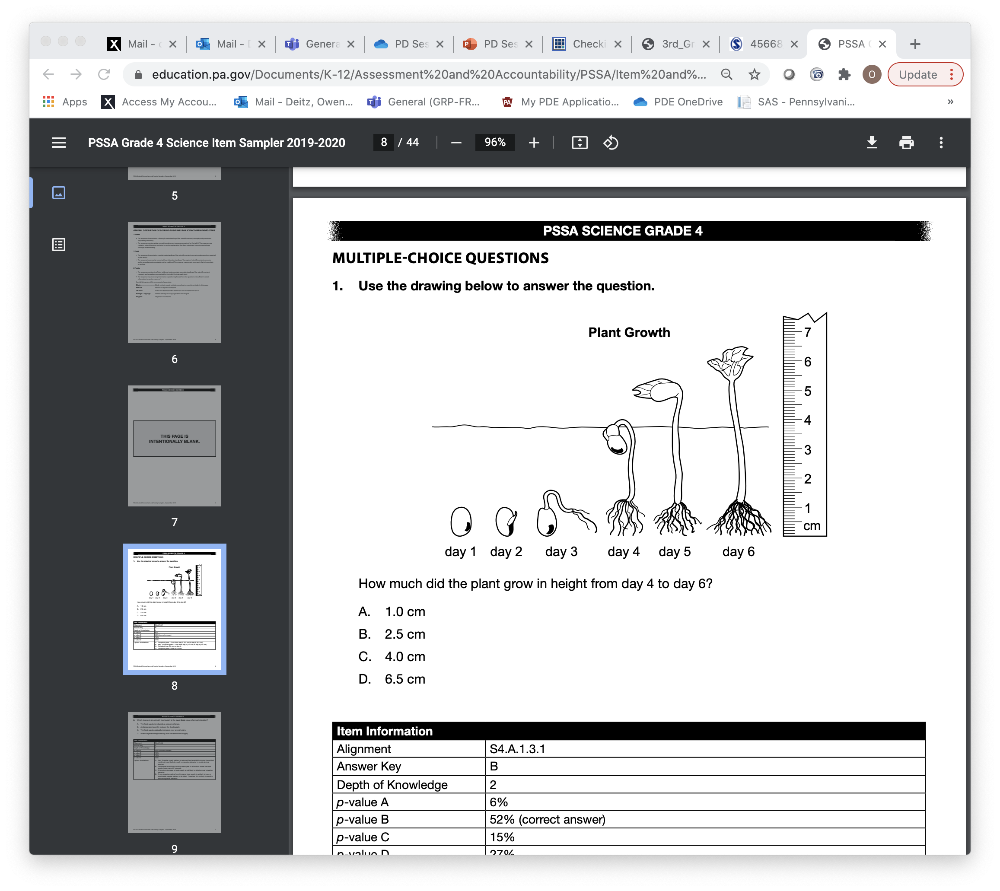 Mail - 
Mail - 
Genera
PD Ses
PD Ses
Checki
3rd_Gr
45668
PSSA
education.pa.gov/Documents/K-12/Assessment%20and%20Accountability/PSSA/Item%20and%...
O
Update
Apps
Access My Accou...
Mail - Deitz, Owen...
General (GRP-FR...
My PDE Applicatio...
PDE OneDrive
SAS - Pennsylvani...
»
PSSA Grade 4 Science Item Sampler 2019-2020
8 / 44
96%
5
6
THIS PAGE IS
INTENTIONALLY BLANK.
7
8
9
PSSA SCIENCE GRADE 4
MULTIPLE-CHOICE QUESTIONS
1. Use the drawing below to answer the question.
Plant Growth
7
6
5
4
3
2
1
cm
day 1 day 2 day 3 day 4 day 5 day 6
How much did the plant grow in height from day 4 to day 6?
A. 1.0 cm
B. 2.5 cm
C. 4.0 cm
D. 6.5 cm
Item Information
Alignment S4.A.1.3.1
Answer Key B
Depth of Knowledge 2
p-value A 6%
p-value B 52% (correct answer)
p-value C 15%
p-value D 27%